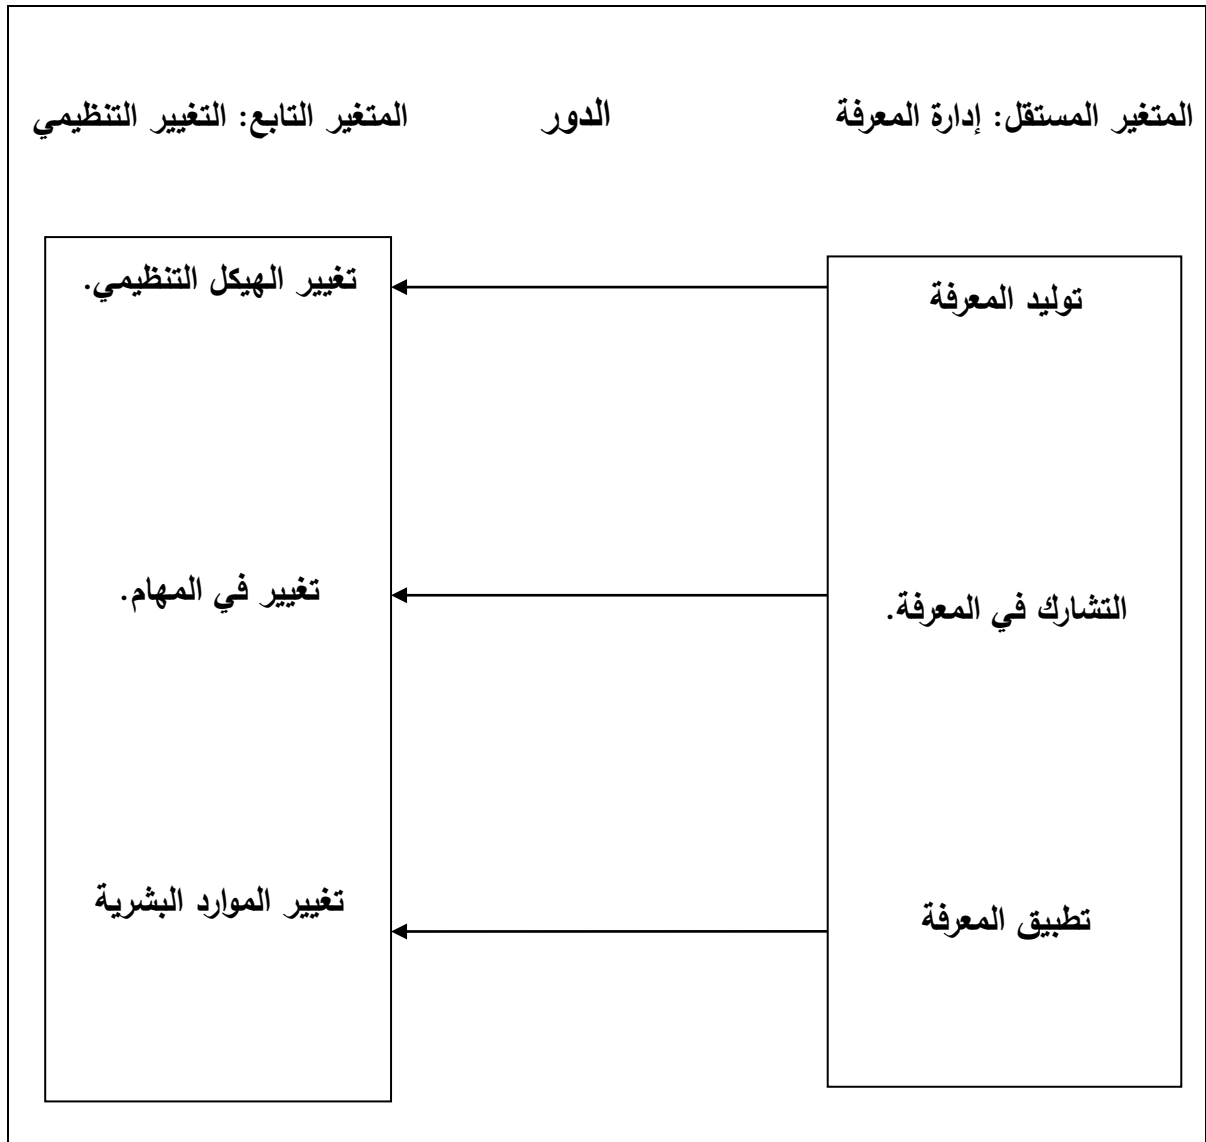 المتغير المستقل: إدارة المعرفة الدور المتغير التابع: التغيير التنظيمي
توليد المعرفة تغيير الهيكل التنظيمي.
التشارك في المعرفة. تغيير في المهام.
تطبيق المعرفة تغيير الموارد البشرية